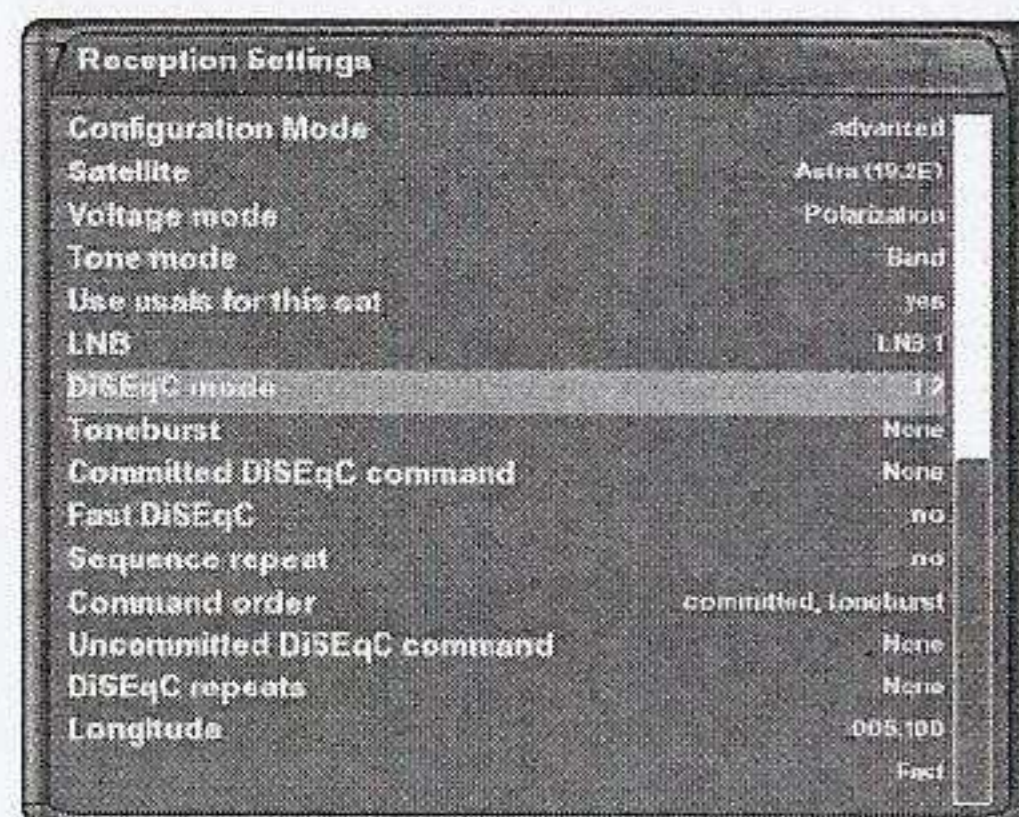 Reception Settings
Configuration Mode advanced
Satellite Astra (19.2E)
Voltage mode Polarization
Tone mode Band
Use usals for this sat yes
LNB LNB 1
DiSEqC mode 1.2
Toneburst None
Committed DiSEqC command None
Fast DiSEqC no
Sequence repeat no
Command order committed, toneburst
Uncommitted DiSEqC command None
DiSEqC repeats None
Longitude 005.100
East